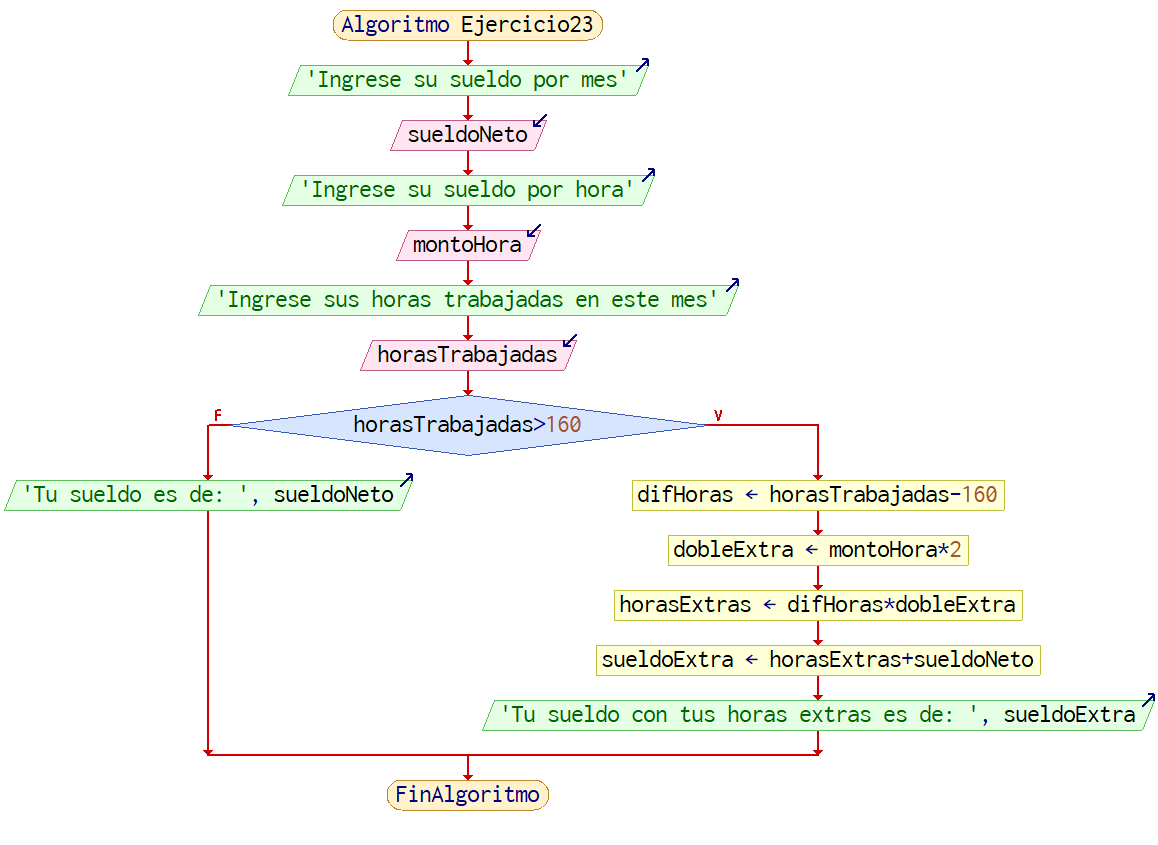 Algoritmo Ejercicio23
'Ingrese su sueldo por mes'
sueldoNeto
'Ingrese su sueldo por hora'
montoHora
'Ingrese sus horas trabajadas en este mes'
horasTrabajadas
F
V
horasTrabajadas>160
'Tu sueldo es de: ', sueldoNeto
difHoras ← horasTrabajadas-160
dobleExtra ← montoHora*2
horasExtras ← difHoras*dobleExtra
sueldoExtra ← horasExtras+sueldoNeto
'Tu sueldo con tus horas extras es de: ', sueldoExtra
FinAlgoritmo